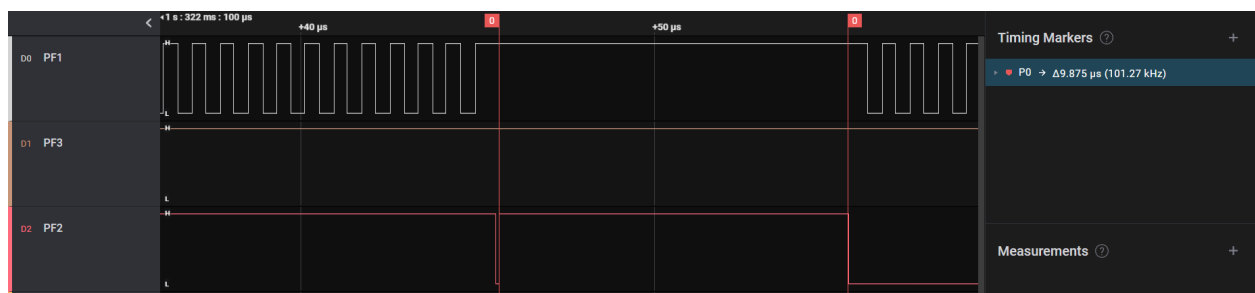 1 s : 322 ms : 100 µs
+40 µs
0
+50 µs
0
D0 PF1
H
L
D1 PF3
H
L
D2 PF2
H
L
Timing Markers ? +
P0 → Δ9.875 µs (101.27 kHz)
Measurements ? +